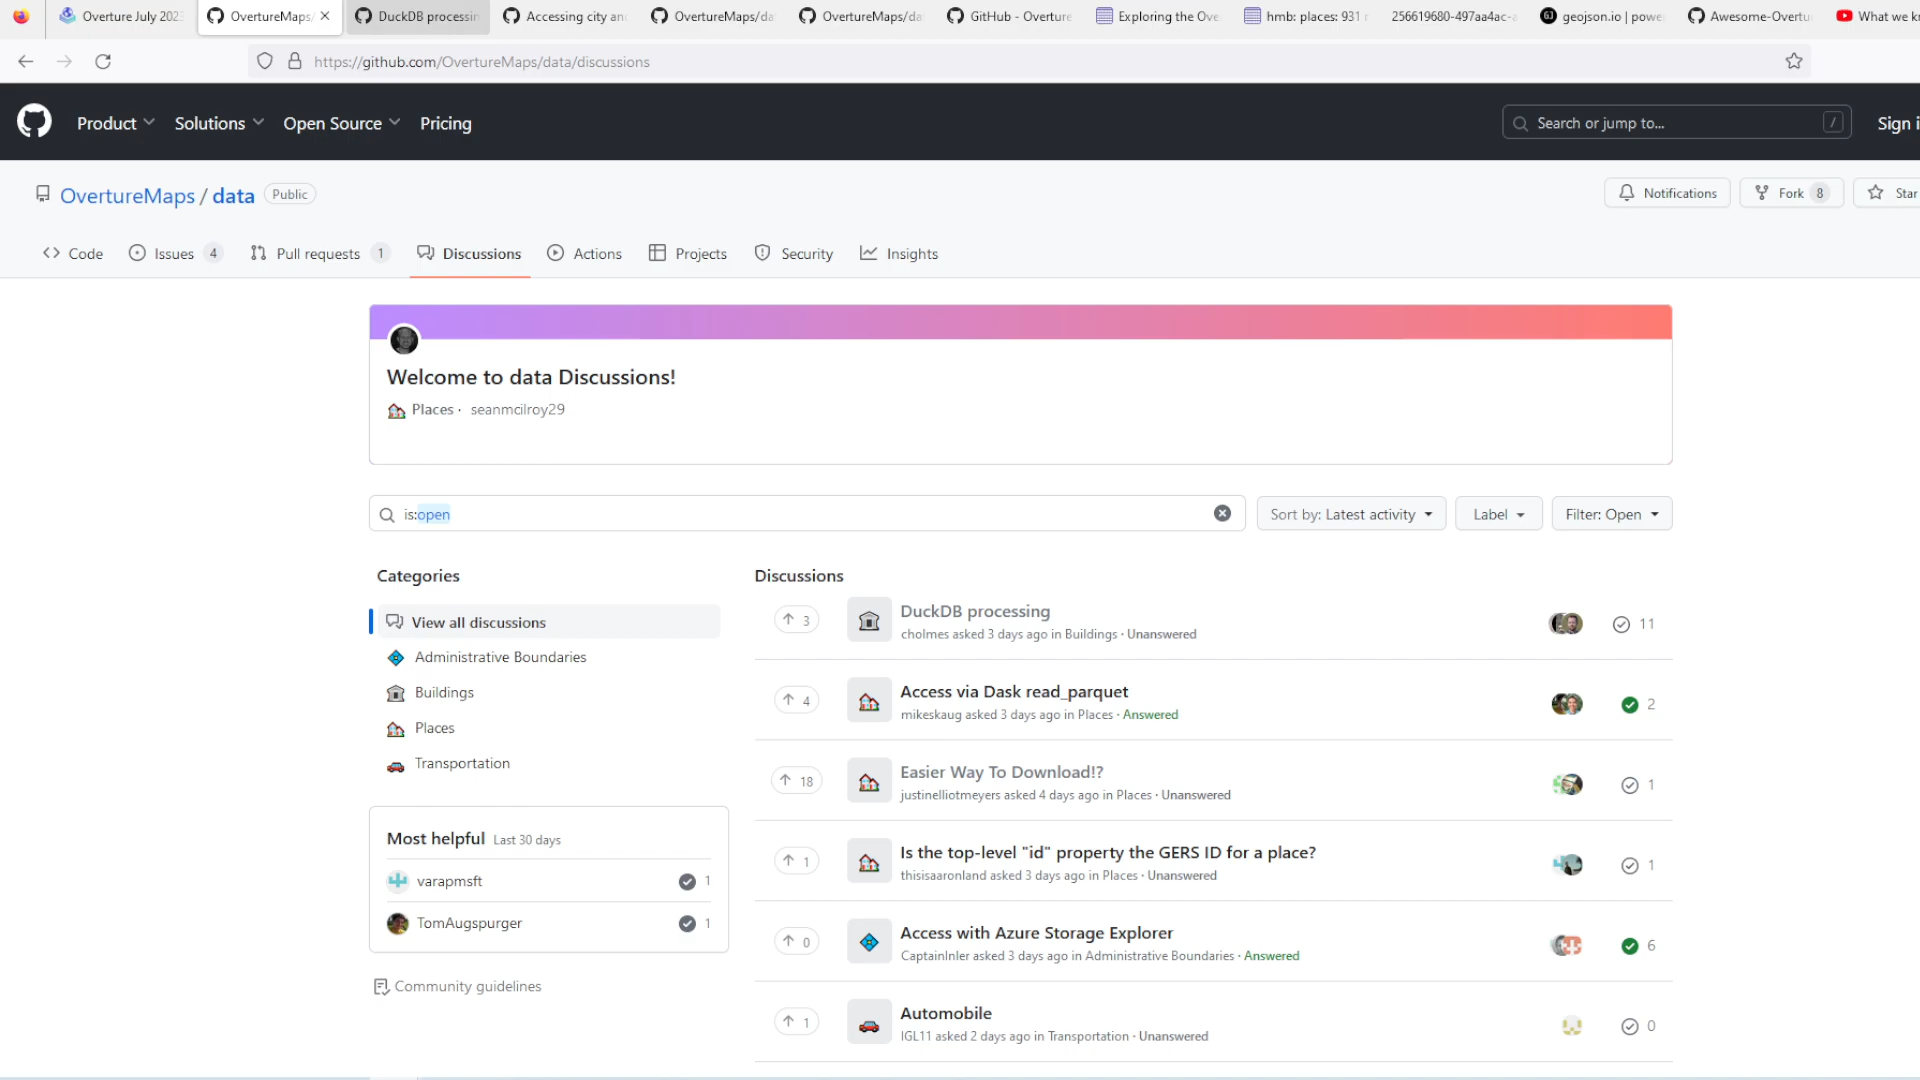 Overture July 2023
OvertureMaps/
DuckDB processin
Accessing city an
OvertureMaps/da
OvertureMaps/da
GitHub - Overture
Exploring the Ove
hmb: places: 931 r
256619680-497aa4ac-a
geojson.io | powe
Awesome-Overtu
What we kn
https://github.com/OvertureMaps/data/discussions
Product
Solutions
Open Source
Pricing
Search or jump to...
/
Sign i
OvertureMaps / data
Public
Notifications
Fork 8
Star
Code
Issues 4
Pull requests 1
Discussions
Actions
Projects
Security
Insights
Welcome to data Discussions!
Places · seanmcilroy29
is:open
Sort by: Latest activity
Label
Filter: Open
Categories
View all discussions
Administrative Boundaries
Buildings
Places
Transportation
Most helpful Last 30 days
varapmsft 1
TomAugspurger 1
Community guidelines
Discussions
3
DuckDB processing
cholmes asked 3 days ago in Buildings · Unanswered
11
4
Access via Dask read_parquet
mikeskaug asked 3 days ago in Places · Answered
2
18
Easier Way To Download!?
justinelliotmeyers asked 4 days ago in Places · Unanswered
1
1
Is the top-level "id" property the GERS ID for a place?
thisisaaronland asked 3 days ago in Places · Unanswered
1
0
Access with Azure Storage Explorer
CaptainInler asked 3 days ago in Administrative Boundaries · Answered
6
1
Automobile
IGL11 asked 2 days ago in Transportation · Unanswered
0